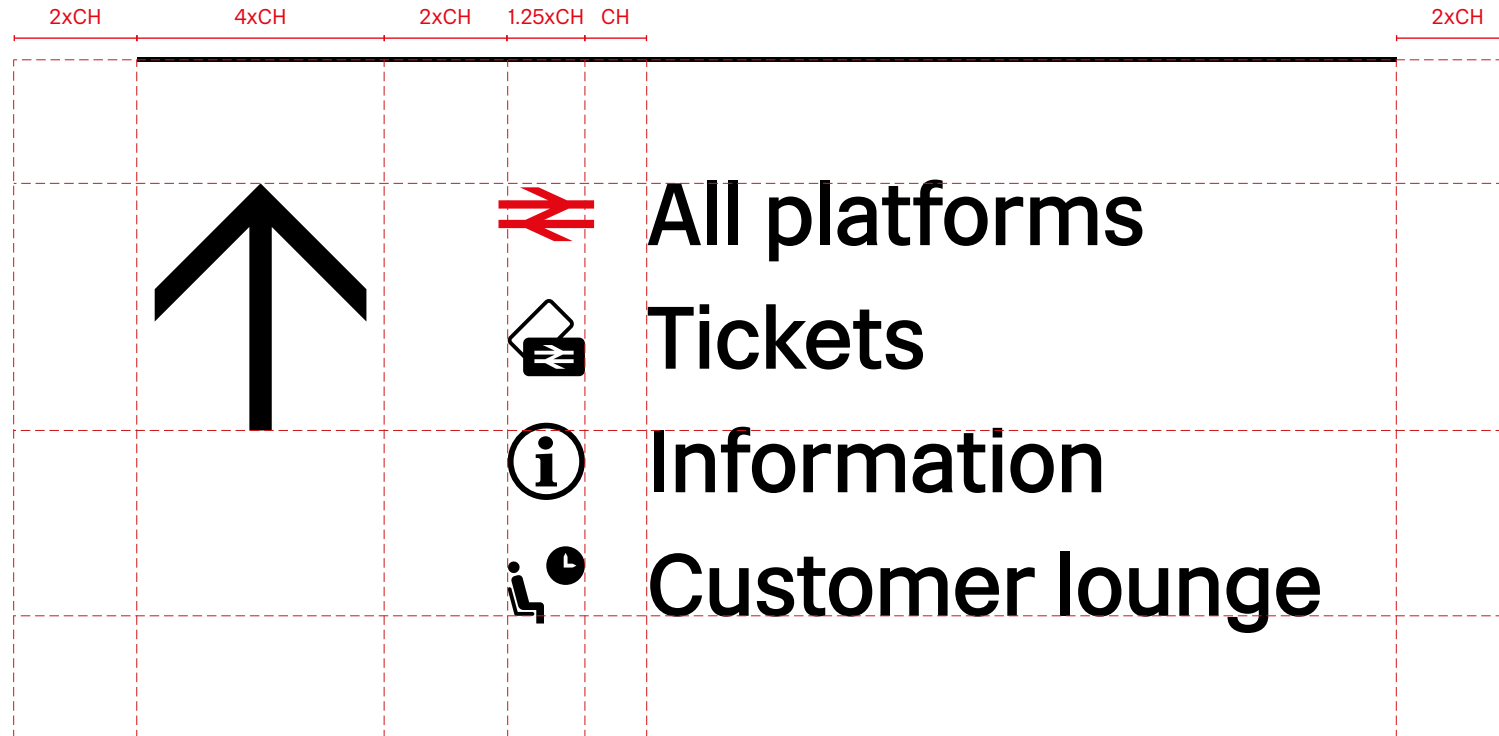 2xCH 4xCH 2xCH 1.25xCH CH 2xCH
All platforms
Tickets
i Information
Customer lounge